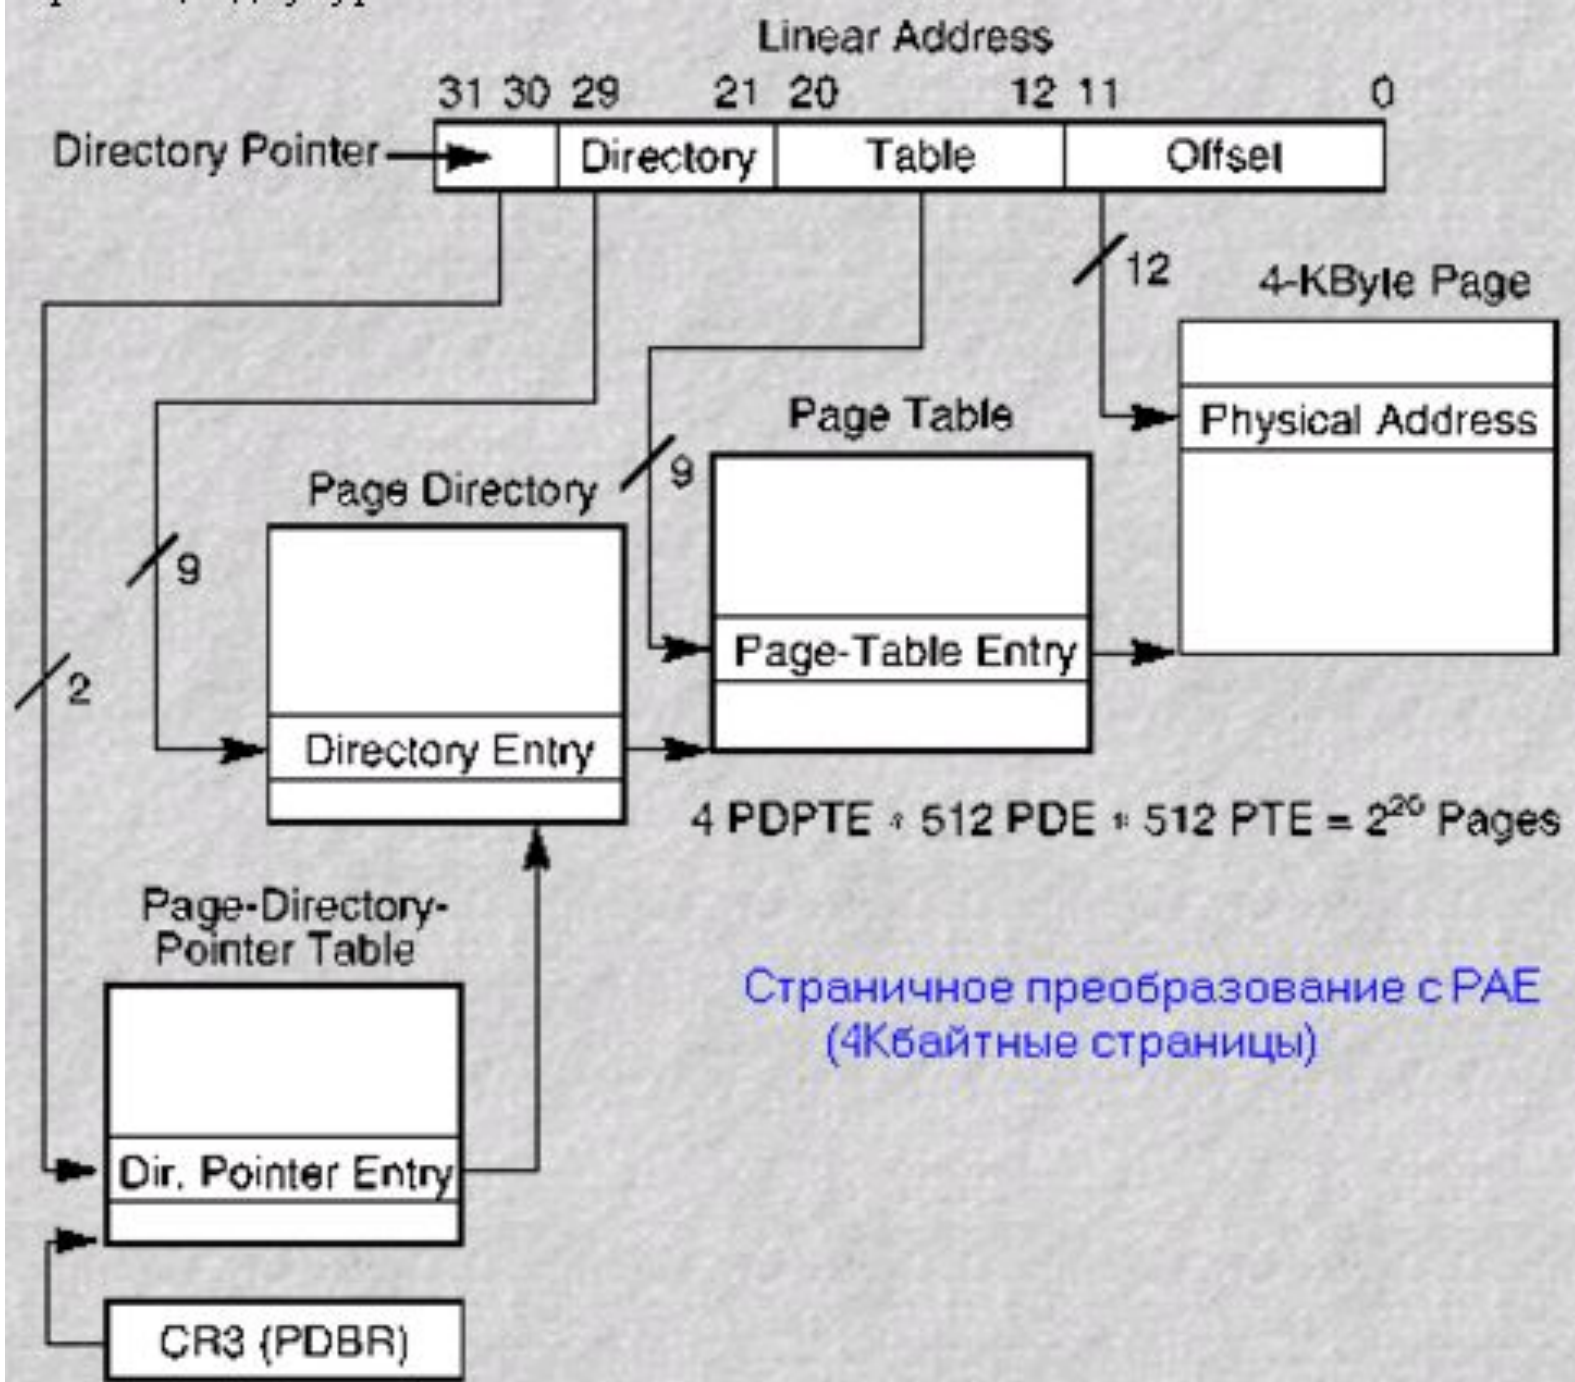 Linear Address
31 30 29 21 20 12 11 0
Directory Pointer
Directory Table Offset
12
4-KByte Page
Physical Address
Page Table
9
Page Directory
9
Page-Table Entry
2
Directory Entry
4 PDPTE * 512 PDE * 512 PTE = 2²⁰ Pages
Page-Directory-
Pointer Table
Страничное преобразование с PAE
(4Кбайтные страницы)
Dir. Pointer Entry
CR3 (PDBR)